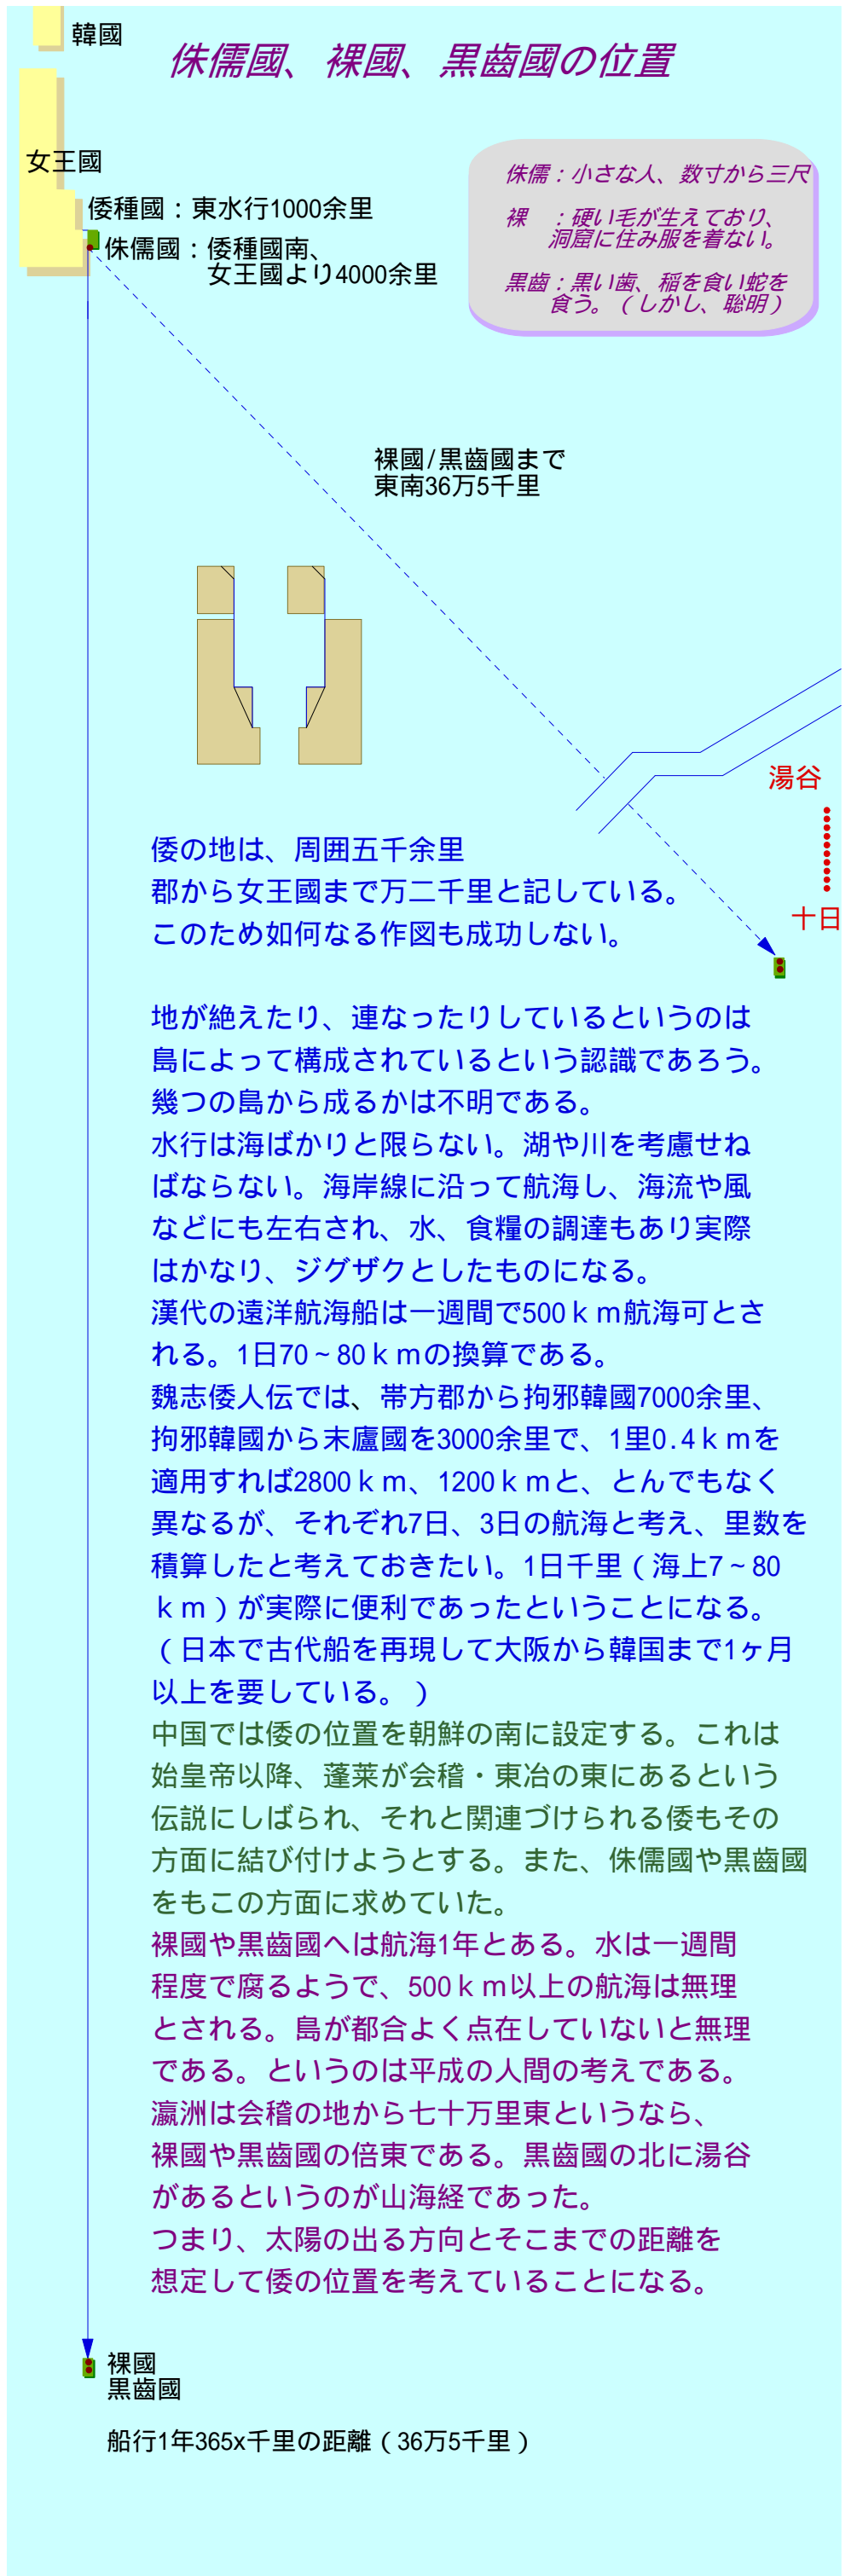 韓國
侏儒國、裸國、黒齒國の位置
女王國
侏儒：小さな人、数寸から三尺
裸　：硬い毛が生えており、
洞窟に住み服を着ない。
黒齒：黒い歯、稲を食い蛇を
食う。（しかし、聡明）
倭種國：東水行1000余里
侏儒國：倭種國南、
女王國より4000余里
裸國/黒齒國まで
東南36万5千里
湯谷
十日
倭の地は、周囲五千余里
郡から女王國まで万二千里と記している。
このため如何なる作図も成功しない。
地が絶えたり、連なったりしているというのは
島によって構成されているという認識であろう。
幾つの島から成るかは不明である。
水行は海ばかりと限らない。湖や川を考慮せね
ばならない。海岸線に沿って航海し、海流や風
などにも左右され、水、食糧の調達もあり実際
はかなり、ジグザクとしたものになる。
漢代の遠洋航海船は一週間で500ｋｍ航海可とさ
れる。1日70~80ｋｍの換算である。
魏志倭人伝では、帯方郡から拘邪韓國7000余里、
拘邪韓國から末廬國を3000余里で、1里0.4ｋｍを
適用すれば2800ｋｍ、1200ｋｍと、とんでもなく
異なるが、それぞれ7日、3日の航海と考え、里数を
積算したと考えておきたい。1日千里（海上7~80
ｋｍ）が実際に便利であったということになる。
（日本で古代船を再現して大阪から韓国まで1ヶ月
以上を要している。）
中国では倭の位置を朝鮮の南に設定する。これは
始皇帝以降、蓬莱が会稽・東冶の東にあるという
伝説にしばられ、それと関連づけられる倭もその
方面に結び付けようとする。また、侏儒國や黒齒國
をもこの方面に求めていた。
裸國や黒齒國へは航海1年とある。水は一週間
程度で腐るようで、500ｋｍ以上の航海は無理
とされる。島が都合よく点在していないと無理
である。というのは平成の人間の考えである。
瀛洲は会稽の地から七十万里東というなら、
裸國や黒齒國の倍東である。黒齒國の北に湯谷
があるというのが山海経であった。
つまり、太陽の出る方向とそこまでの距離を
想定して倭の位置を考えていることになる。
裸國
黒齒國
船行1年365x千里の距離（36万5千里）